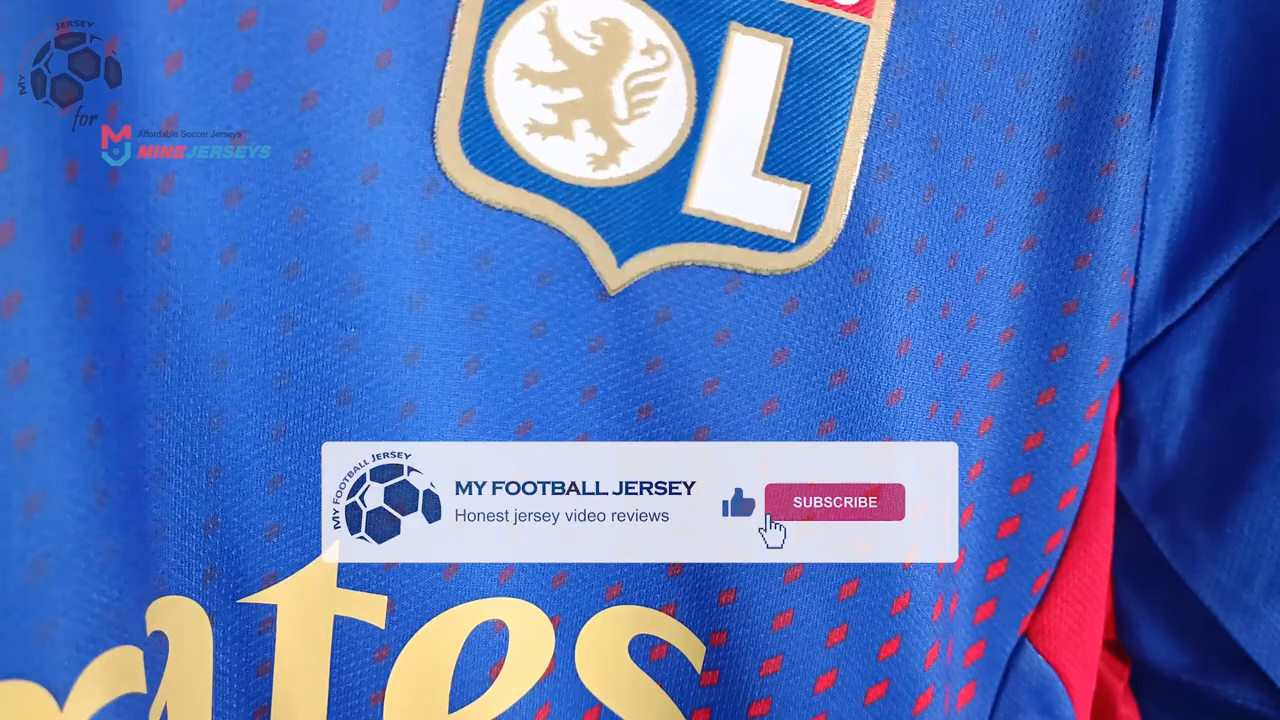 MY JERSEY
for
Affordable Soccer Jerseys
MJ MINEJERSEYS
OL
MY FOOTBALL JERSEY
MY FOOTBALL JERSEY
Honest jersey video reviews
SUBSCRIBE
rates